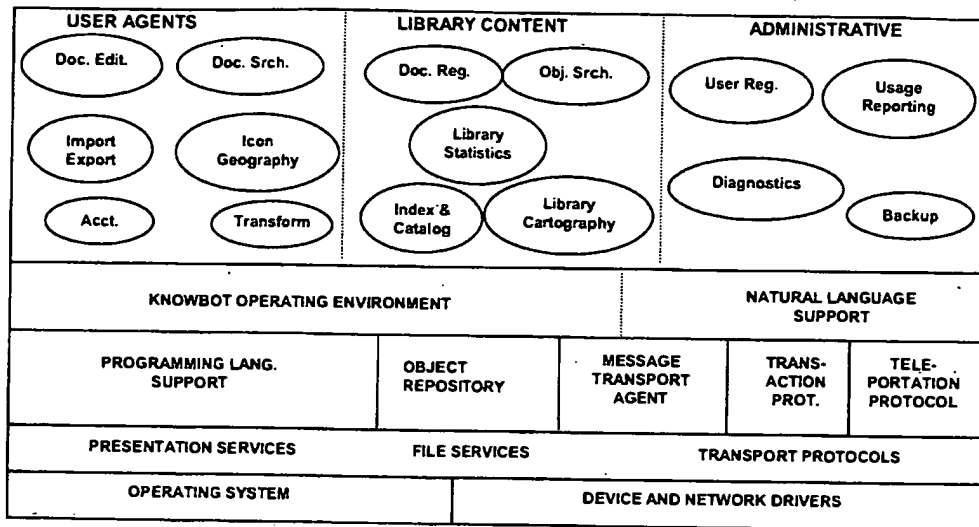 USER AGENTS
LIBRARY CONTENT
ADMINISTRATIVE
Doc. Edit.
Doc. Srch.
Import
Export
Icon
Geography
Acct.
Transform
Doc. Reg.
Obj. Srch.
Library
Statistics
Index &
Catalog
Library
Cartography
User Reg.
Usage
Reporting
Diagnostics
Backup
KNOWBOT OPERATING ENVIRONMENT
NATURAL LANGUAGE
SUPPORT
PROGRAMMING LANG.
SUPPORT
OBJECT
REPOSITORY
MESSAGE
TRANSPORT
AGENT
TRANS-
ACTION
PROT.
TELE-
PORTATION
PROTOCOL
PRESENTATION SERVICES
FILE SERVICES
TRANSPORT PROTOCOLS
OPERATING SYSTEM
DEVICE AND NETWORK DRIVERS